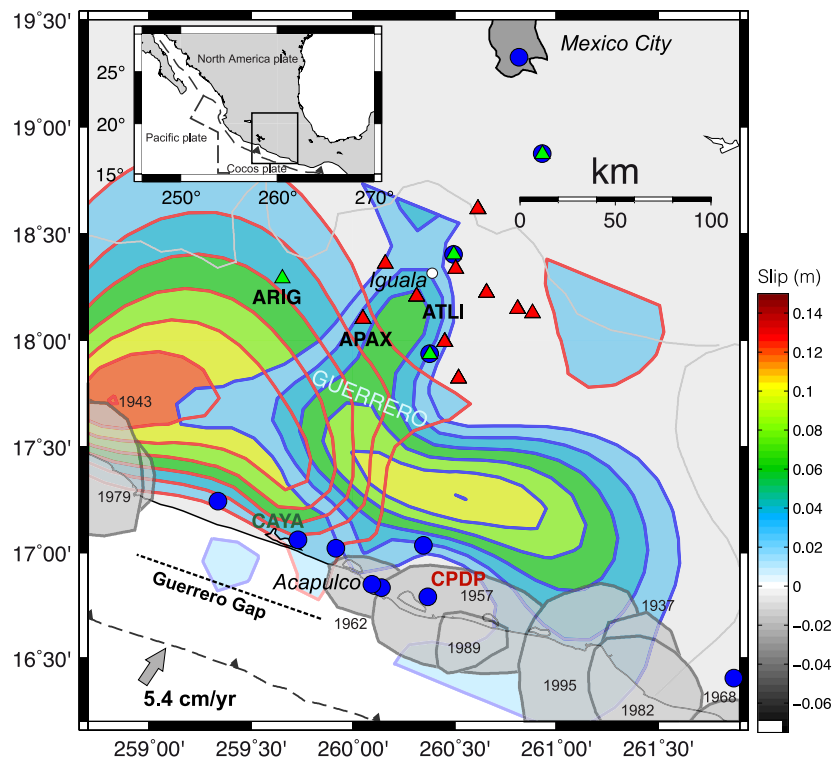 19°30'
19°00'
18°30'
18°00'
17°30'
17°00'
16°30'
259°00'
259°30'
260°00'
260°30'
261°00'
261°30'
25°
20°
15°
250°
260°
270°
North America plate
Pacific plate
Cocos plate
Mexico City
km
0
50
100
Iguala
ARIG
ATLI
APAX
GUERRERO
1943
1979
CAYA
Acapulco
CPDP
Guerrero Gap
1957
1962
1989
1937
1995
1982
1968
5.4 cm/yr
Slip (m)
0.14
0.12
0.10
0.08
0.06
0.04
0.02
0
−0.02
−0.04
−0.06